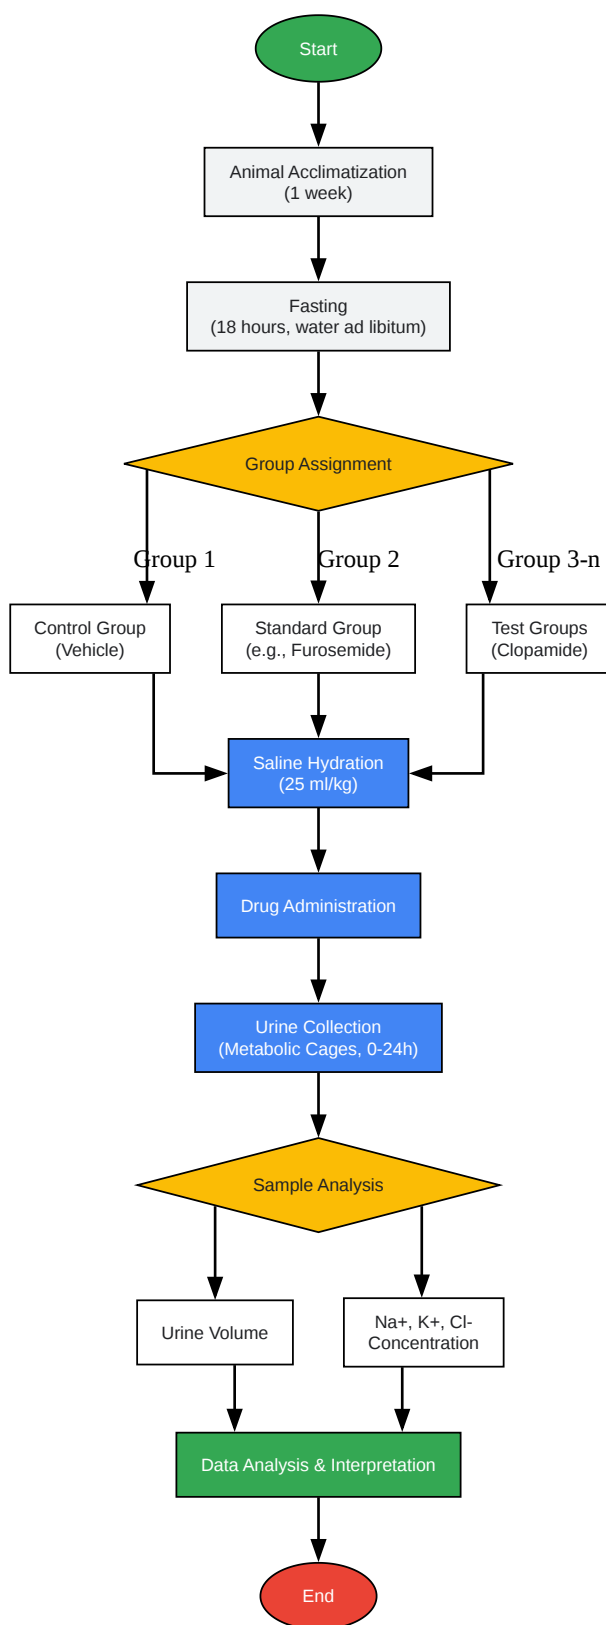 Start
Animal Acclimatization
(1 week)
Fasting
(18 hours, water ad libitum)
Group Assignment
Group 1
Group 2
Group 3-n
Control Group
(Vehicle)
Standard Group
(e.g., Furosemide)
Test Groups
(Clopamide)
Saline Hydration
(25 ml/kg)
Drug Administration
Urine Collection
(Metabolic Cages, 0-24h)
Sample Analysis
Urine Volume
Na+, K+, Cl-
Concentration
Data Analysis & Interpretation
End